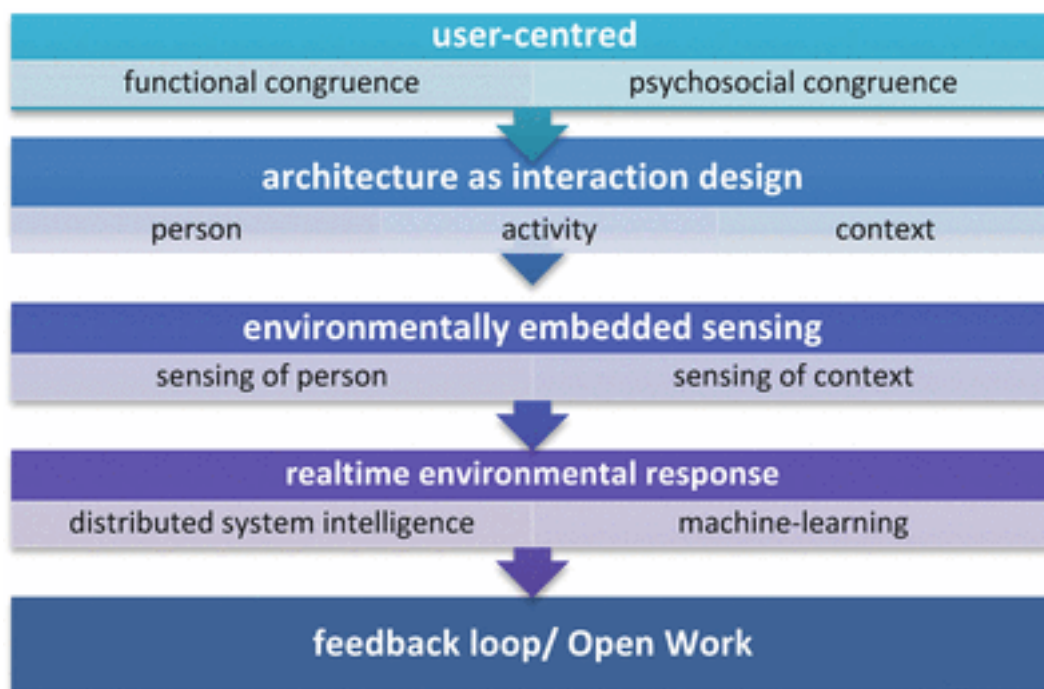 user-centred
functional congruence psychosocial congruence
architecture as interaction design
person activity context
environmentally embedded sensing
sensing of person sensing of context
realtime environmental response
distributed system intelligence machine-learning
feedback loop/ Open Work